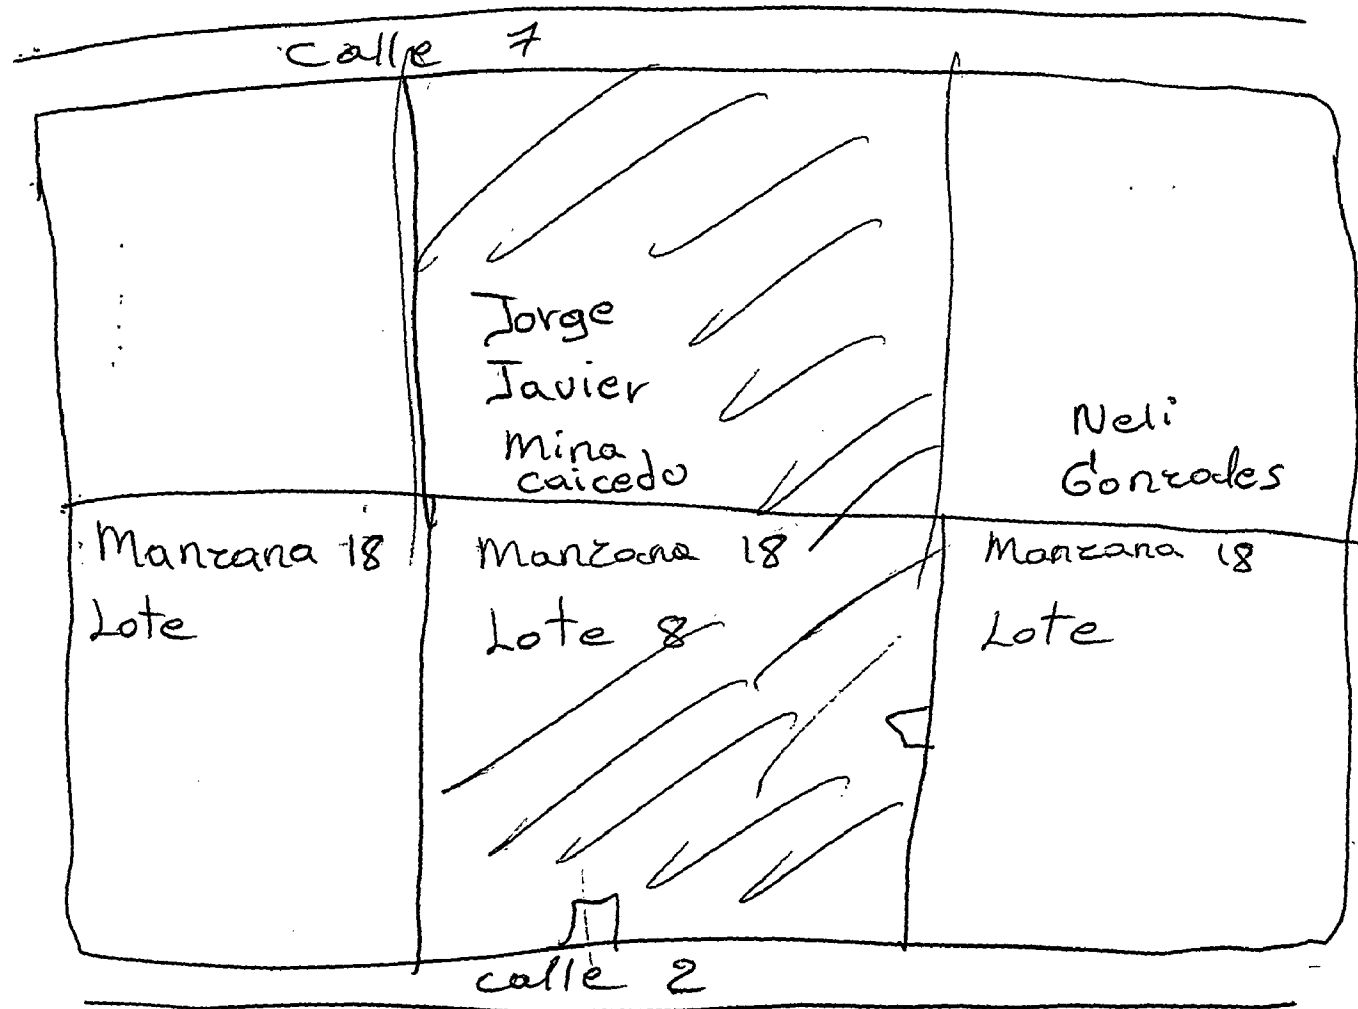 calle 7
Jorge
Javier
Mina
caicedo
Neli
Gonzodes
Manzana 18
Lote
Manzana 18
Lote 8
Manzana 18
Lote
calle 2